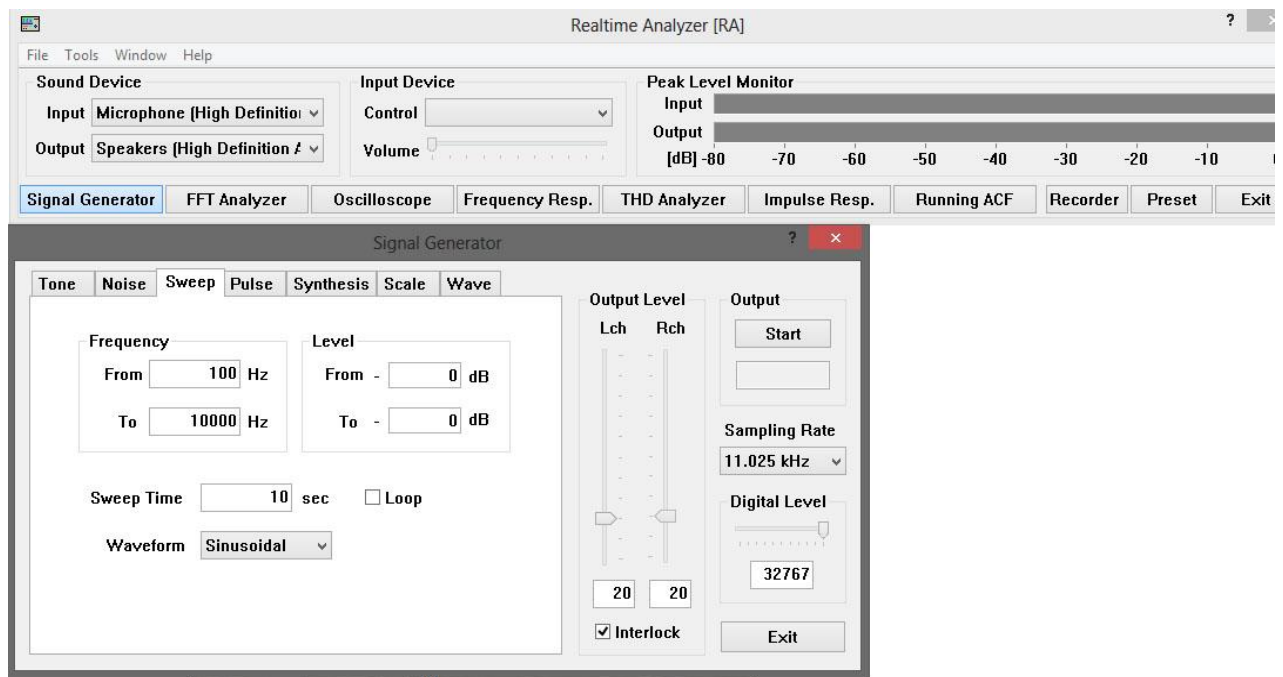 Realtime Analyzer [RA] ?
File Tools Window Help
Sound Device Input Device Peak Level Monitor
Input Microphone (High Definitio Control Input
Output Speakers (High Definition Volume Output
[dB] -80 -70 -60 -50 -40 -30 -20 -10
Signal Generator FFT Analyzer Oscilloscope Frequency Resp. THD Analyzer Impulse Resp. Running ACF Recorder Preset Exit
Signal Generator ? ×
Tone Noise Sweep Pulse Synthesis Scale Wave
Output Level Output
Lch Rch Start
Frequency Level
From 100 Hz From - 0 dB
To 10000 Hz To - 0 dB
Sampling Rate
11.025 kHz
Sweep Time 10 sec Loop
Digital Level
Waveform Sinusoidal
32767
20 20
Interlock Exit